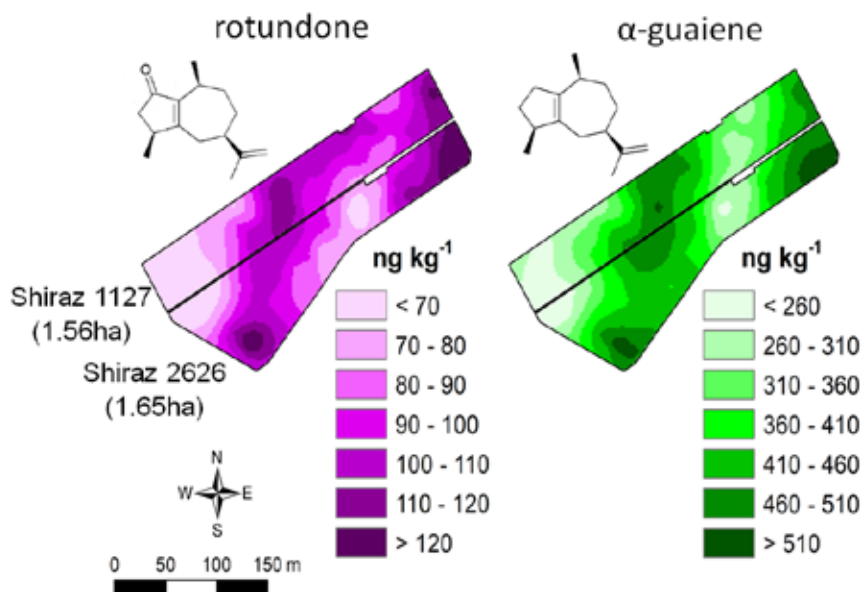 rotundone
α-guaiene
O
Shiraz 1127
(1.56ha)
Shiraz 2626
(1.65ha)
ng kg-1
< 70
70 - 80
80 - 90
90 - 100
100 - 110
110 - 120
> 120
ng kg-1
< 260
260 - 310
310 - 360
360 - 410
410 - 460
460 - 510
> 510
N
W E
S
0 50 100 150 m